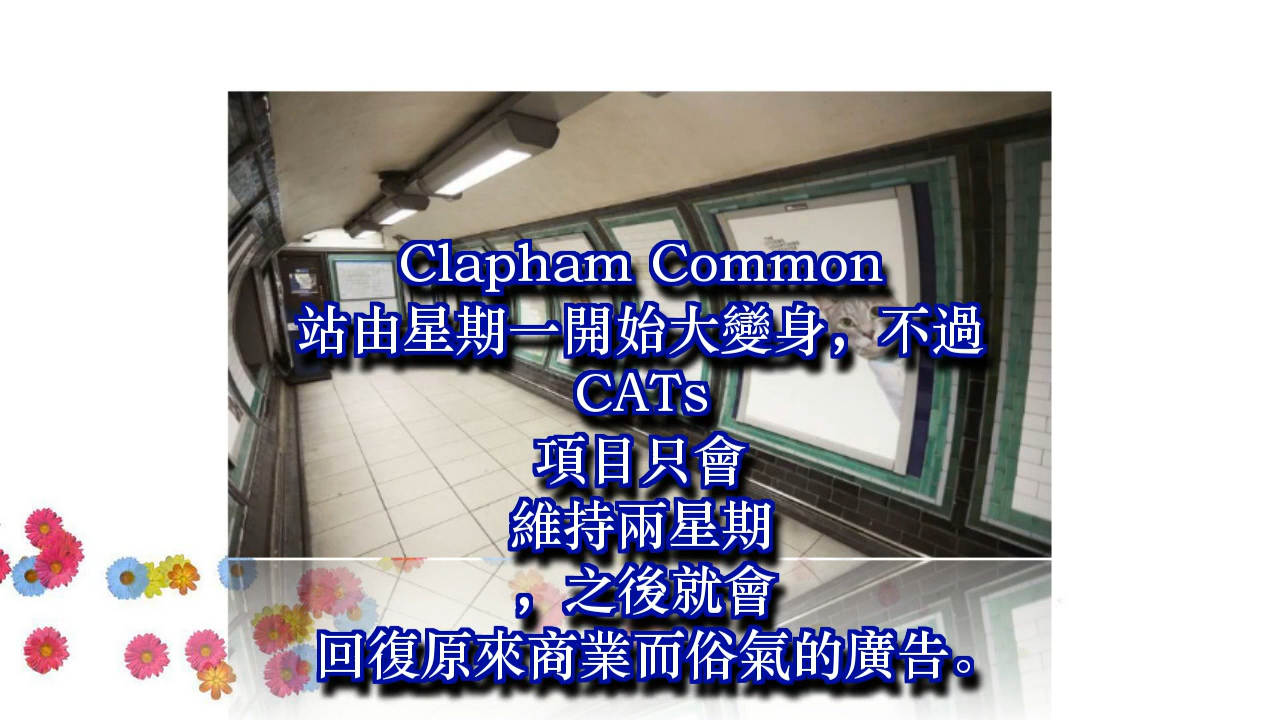 Clapham Common
站由星期一開始大變身，不過
CATs
項目只會
維持兩星期
，之後就會
回復原來商業而俗氣的廣告。